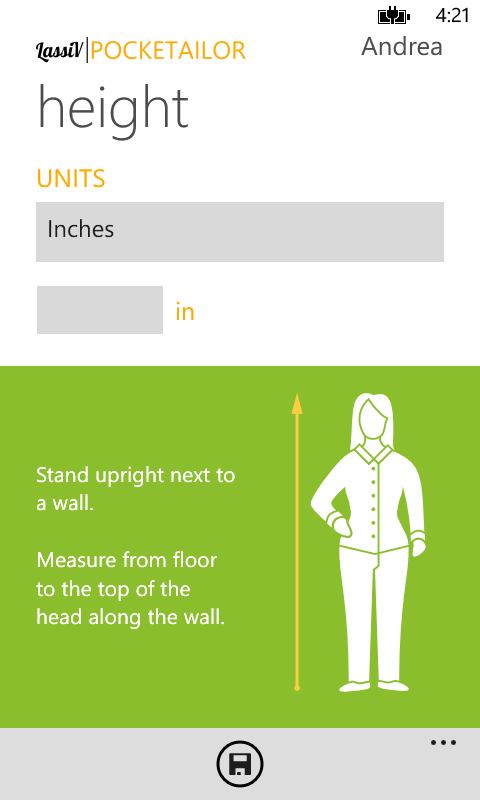 4:21
LassiV|POCKETAILOR
Andrea
height
UNITS
Inches
in
Stand upright next to
a wall.
Measure from floor
to the top of the
head along the wall.